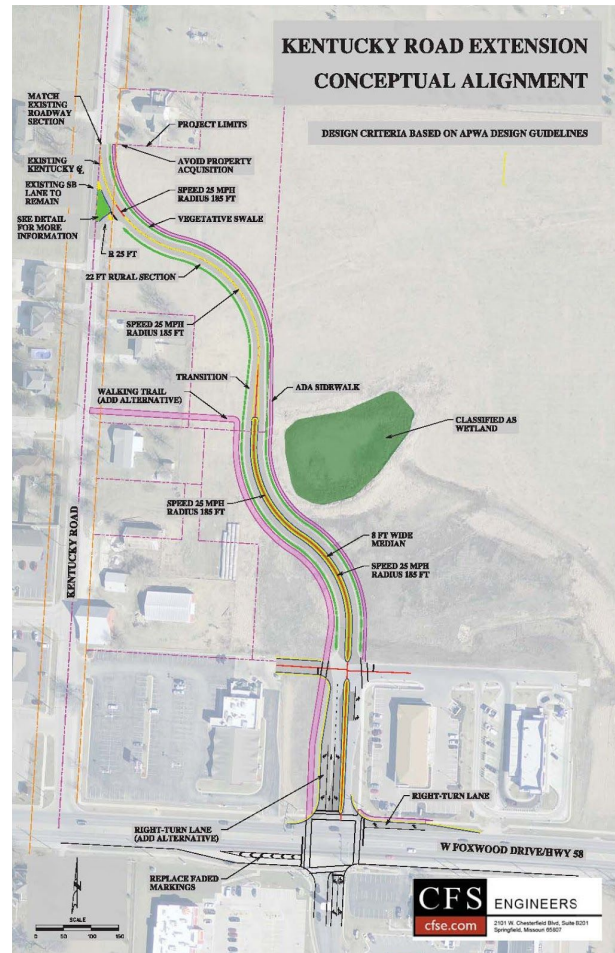 KENTUCKY ROAD EXTENSION
CONCEPTUAL ALIGNMENT
DESIGN CRITERIA BASED ON APWA DESIGN GUIDELINES
MATCH
EXISTING
ROADWAY
SECTION
PROJECT LIMITS
EXISTING
KENTUCKY ℄
AVOID PROPERTY
ACQUISITION
EXISTING SB
LANE TO
REMAIN
SPEED 25 MPH
RADIUS 185 FT
SEE DETAIL
FOR MORE
INFORMATION
VEGETATIVE SWALE
R 25 FT
22 FT RURAL SECTION
SPEED 25 MPH
RADIUS 185 FT
TRANSITION
ADA SIDEWALK
WALKING TRAIL
(ADD ALTERNATIVE)
CLASSIFIED AS
WETLAND
SPEED 25 MPH
RADIUS 185 FT
8 FT WIDE
MEDIAN
SPEED 25 MPH
RADIUS 185 FT
KENTUCKY ROAD
RIGHT-TURN LANE
RIGHT-TURN LANE
(ADD ALTERNATIVE)
W FOXWOOD DRIVE/HWY 58
REPLACE FADED
MARKINGS
SCALE
0 50 100 150
CFS ENGINEERS
cfse.com
2101 W. Chesterfield Blvd, Suite B201
Springfield, Missouri 65807